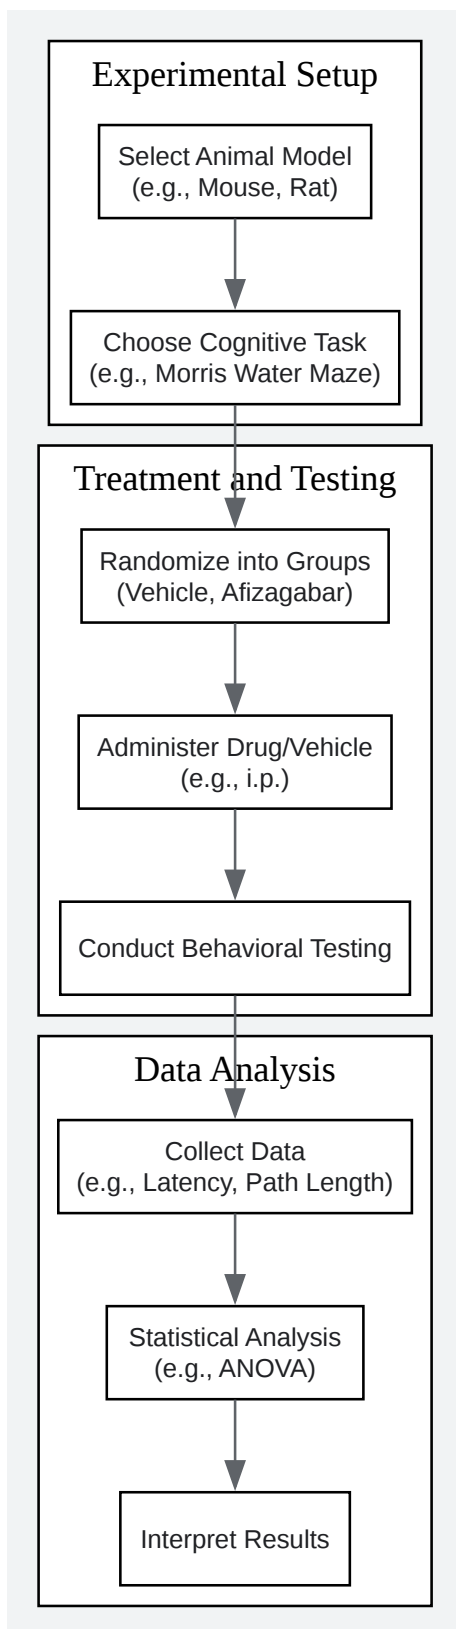 Experimental Setup
Select Animal Model
(e.g., Mouse, Rat)
Choose Cognitive Task
(e.g., Morris Water Maze)
Treatment and Testing
Randomize into Groups
(Vehicle, Afizagabar)
Administer Drug/Vehicle
(e.g., i.p.)
Conduct Behavioral Testing
Data Analysis
Collect Data
(e.g., Latency, Path Length)
Statistical Analysis
(e.g., ANOVA)
Interpret Results